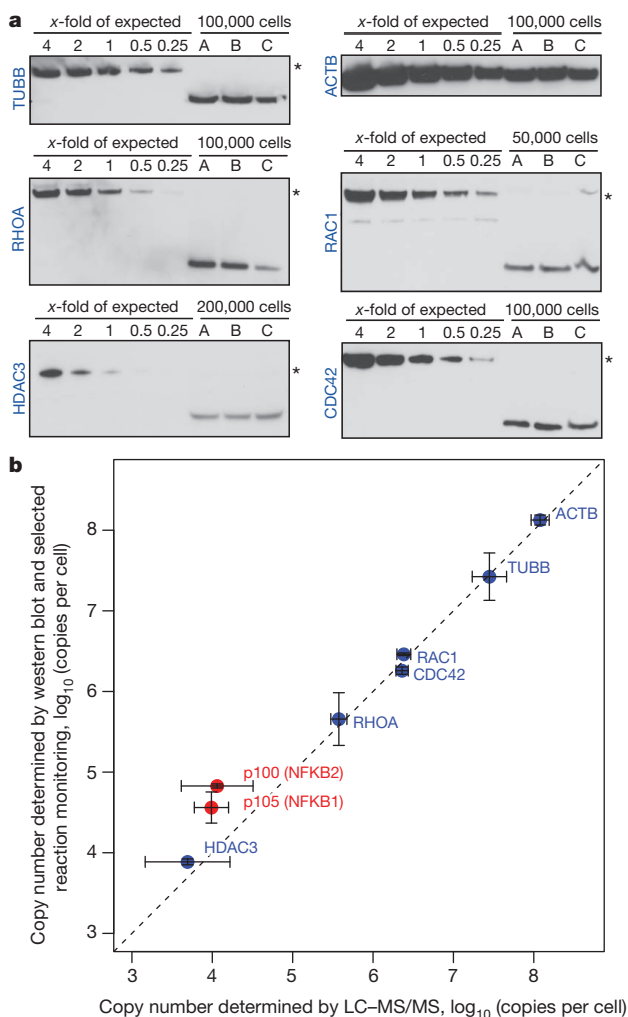 a
x-fold of expected 100,000 cells
4 2 1 0.5 0.25 A B C
TUBB
*
100,000 cells
x-fold of expected
4 2 1 0.5 0.25 A B C
ACTB
x-fold of expected 100,000 cells
4 2 1 0.5 0.25 A B C
RHOA
*
x-fold of expected 50,000 cells
4 2 1 0.5 0.25 A B C
RAC1
*
x-fold of expected 200,000 cells
4 2 1 0.5 0.25 A B C
HDAC3
*
x-fold of expected 100,000 cells
4 2 1 0.5 0.25 A B C
CDC42
*
b
Copy number determined by western blot and selected
reaction monitoring, log10 (copies per cell)
8
7
6
5
4
3
ACTB
TUBB
RAC1
CDC42
RHOA
p100 (NFKB2)
p105 (NFKB1)
HDAC3
3 4 5 6 7 8
Copy number determined by LC–MS/MS, log10 (copies per cell)